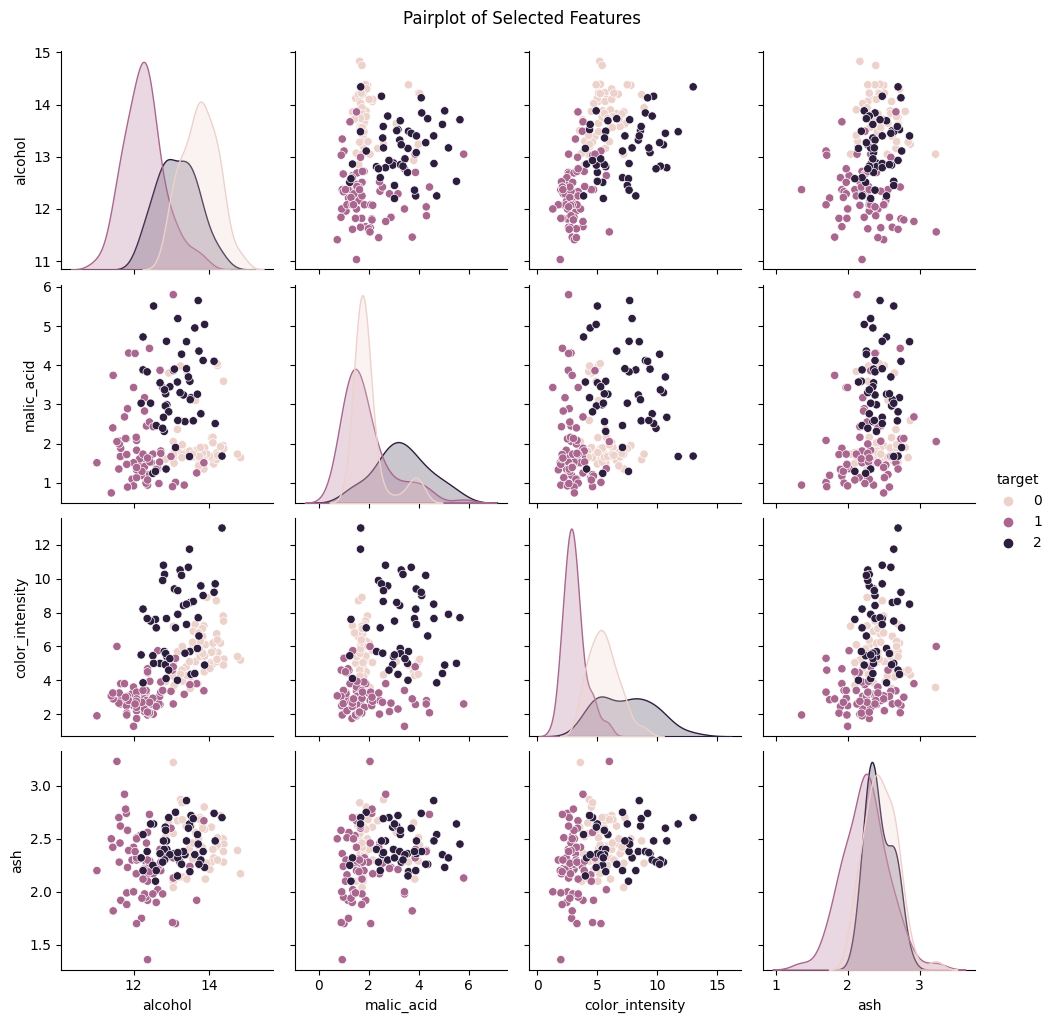 Pairplot of Selected Features
15
14
13
12
11
alcohol
6
5
4
3
2
1
malic_acid
target
0
1
2
12
10
8
6
4
2
color_intensity
3.0
2.5
2.0
1.5
ash
12 14
0 2 4 6
0 5 10 15
1 2 3
alcohol
malic_acid
color_intensity
ash